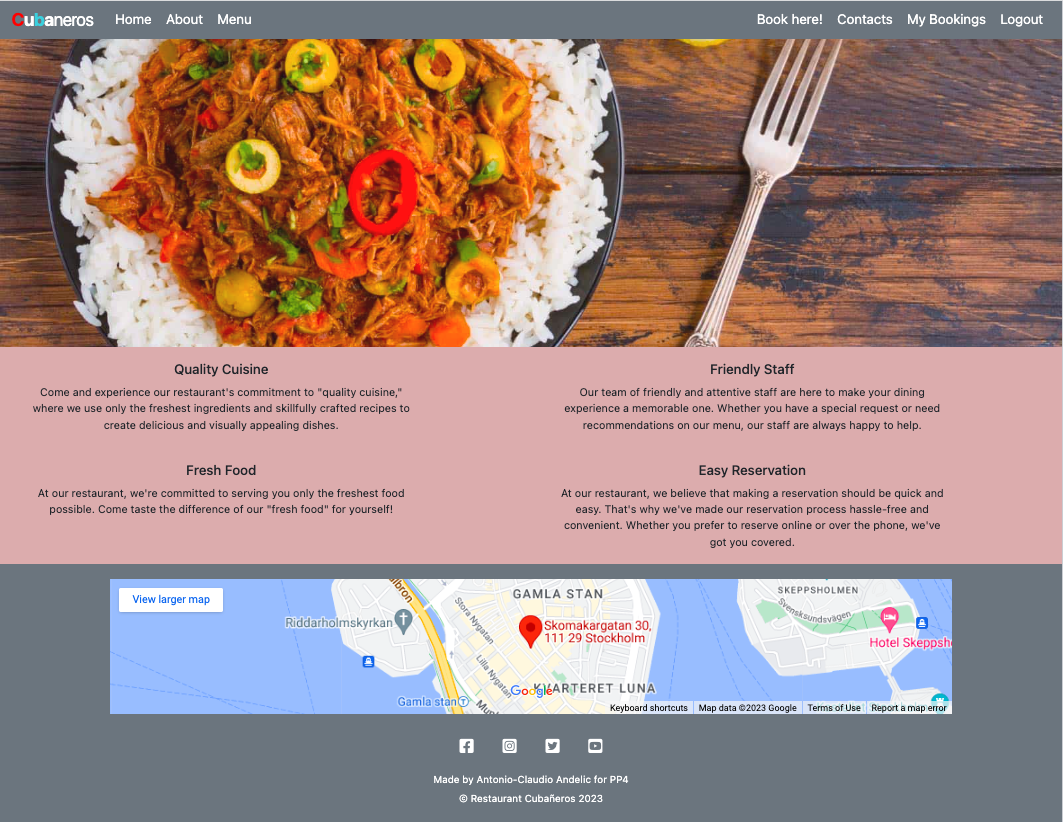 Cubaneros Home About Menu Book here! Contacts My Bookings Logout
Quality Cuisine
Come and experience our restaurant's commitment to "quality cuisine,"
where we use only the freshest ingredients and skillfully crafted recipes to
create delicious and visually appealing dishes.
Friendly Staff
Our team of friendly and attentive staff are here to make your dining
experience a memorable one. Whether you have a special request or need
recommendations on our menu, our staff are always happy to help.
Fresh Food
At our restaurant, we're committed to serving you only the freshest food
possible. Come taste the difference of our "fresh food" for yourself!
Easy Reservation
At our restaurant, we believe that making a reservation should be quick and
easy. That's why we've made our reservation process hassle-free and
convenient. Whether you prefer to reserve online or over the phone, we've
got you covered.
View larger map
GAMLA STAN
SKEPPSHOLMEN
Riddarholmskyrkan
Stora Nygatan
Skomakargatan 30,
111 29 Stockholm
Svensksundsvägen
Hotel Skeppsh
Lilla Nygatan
KVARTERET LUNA
Google
Gamla stan
Keyboard shortcuts Map data ©2023 Google Terms of Use Report a map error
Made by Antonio-Claudio Andelic for PP4
© Restaurant Cubañeros 2023